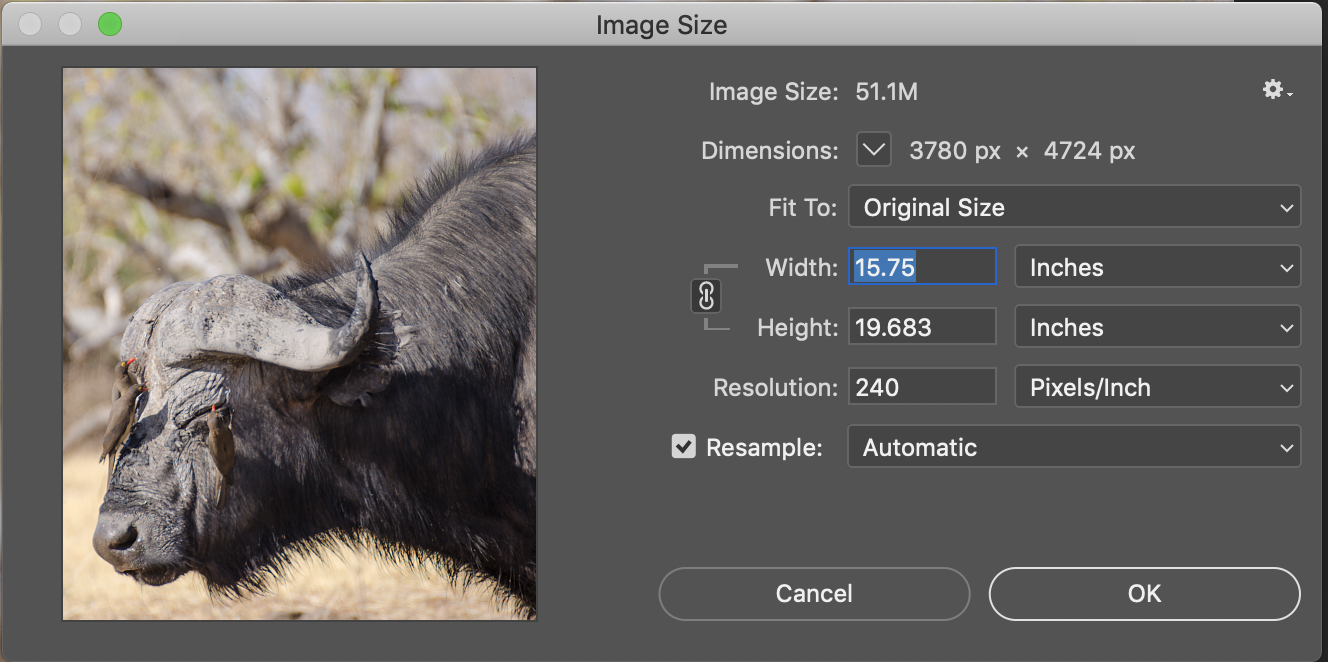 Image Size
Image Size: 51.1M
Dimensions: 3780 px × 4724 px
Fit To: Original Size
Width: 15.75 Inches
Height: 19.683 Inches
Resolution: 240 Pixels/Inch
Resample: Automatic
Cancel OK